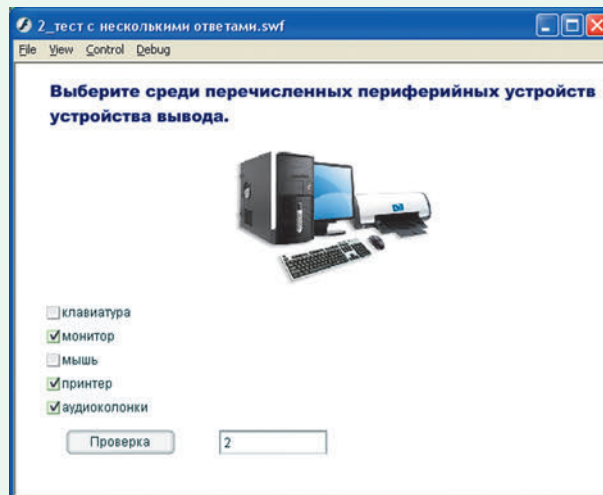 2_тест с несколькими ответами.swf
File View Control Debug
Выберите среди перечисленных периферийных устройств
устройства вывода.
клавиатура
монитор
мышь
принтер
аудиоколонки
Проверка 2